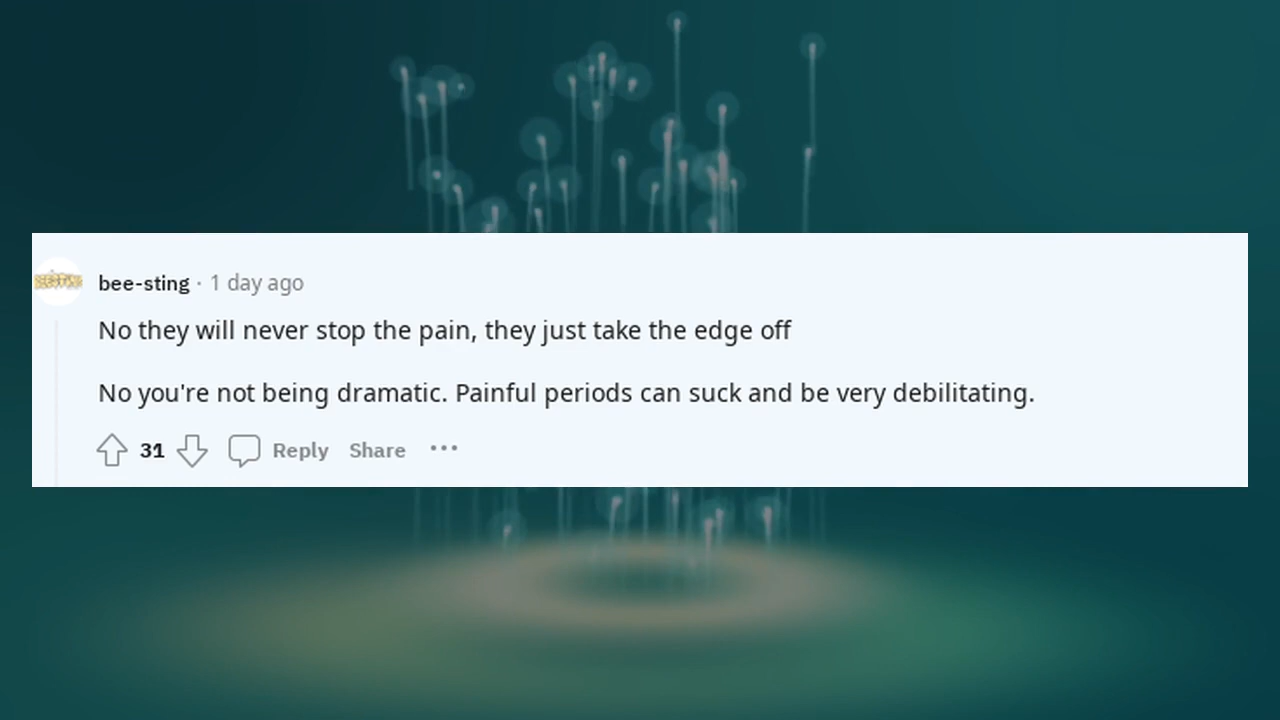 bee-sting · 1 day ago
No they will never stop the pain, they just take the edge off
No you're not being dramatic. Painful periods can suck and be very debilitating.
31 Reply Share ···